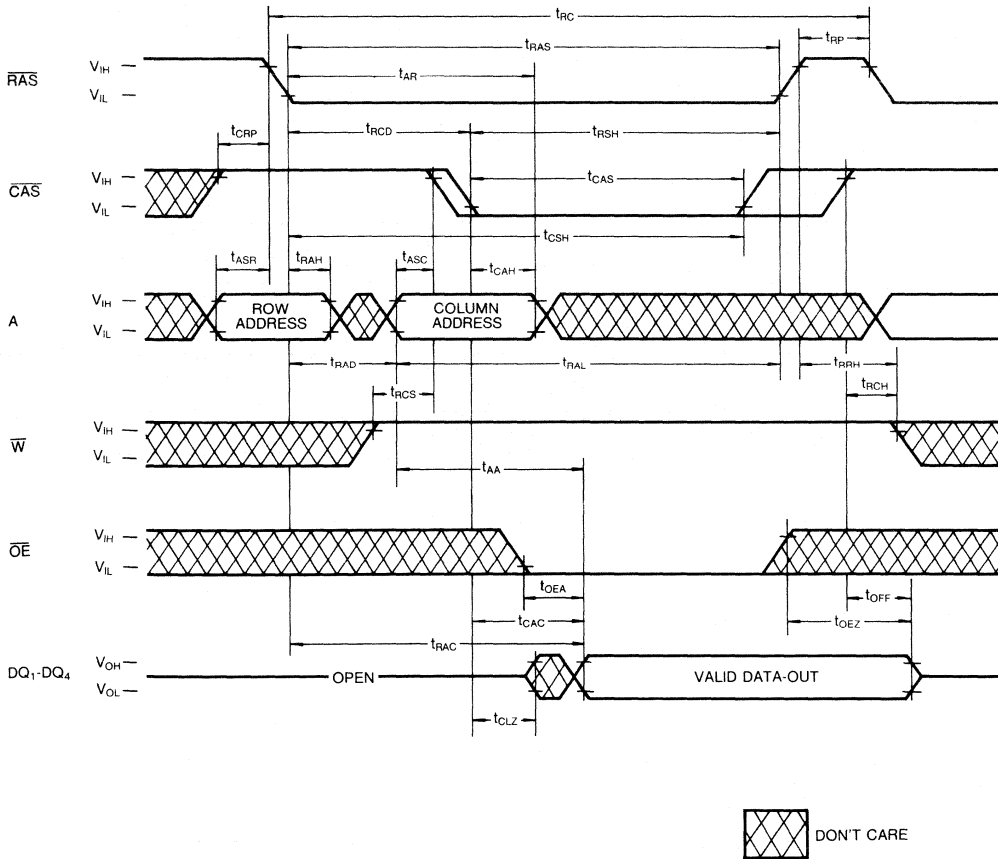 tRC
tRP
tRAS
tAR
RAS
VIH
VIL
tCRP
tRCD
tRSH
CAS
VIH
VIL
tCAS
tCSH
tASR
tRAH
tASC
tCAH
A
VIH
VIL
ROW
ADDRESS
COLUMN
ADDRESS
tRAD
tRAL
tRRH
tRCS
tRCH
W
VIH
VIL
tAA
OE
VIH
VIL
tOEA
tOFF
tCAC
tOEZ
tRAC
DQ1-DQ4
VOH
VOL
OPEN
VALID DATA-OUT
tCLZ
DON'T CARE